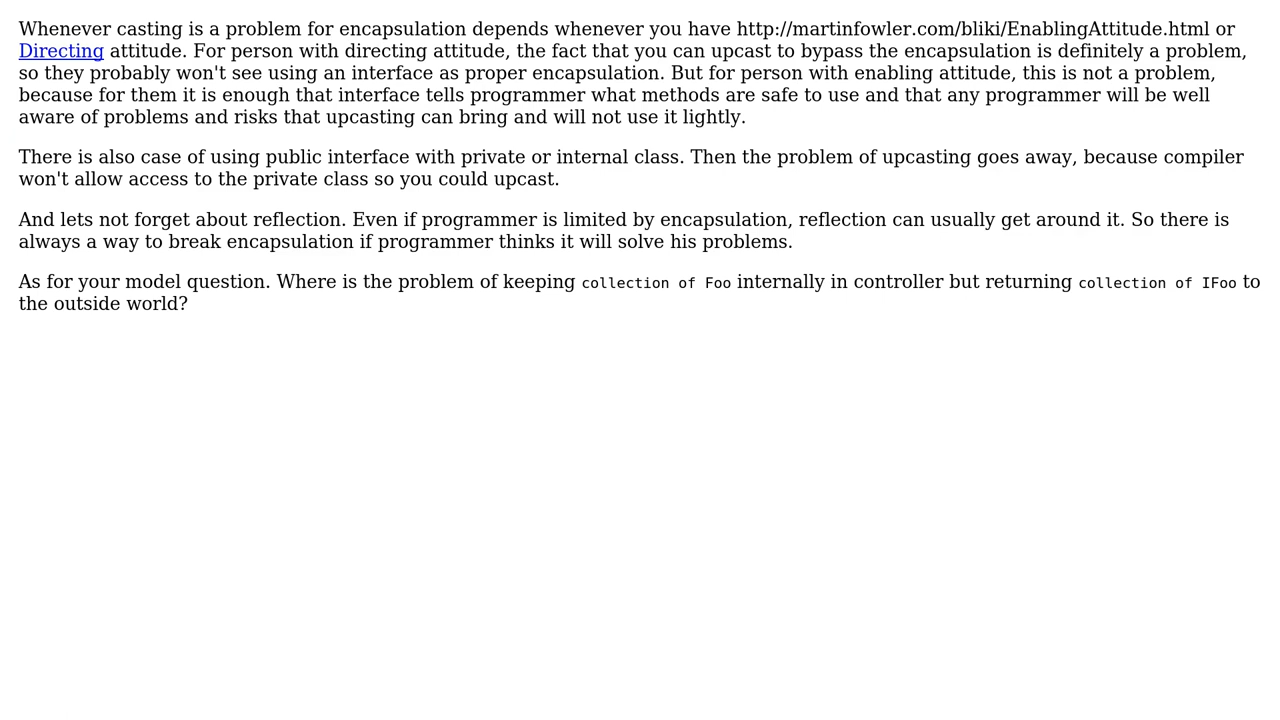 Whenever casting is a problem for encapsulation depends whenever you have http://martinfowler.com/bliki/EnablingAttitude.html or
Directing attitude. For person with directing attitude, the fact that you can upcast to bypass the encapsulation is definitely a problem,
so they probably won't see using an interface as proper encapsulation. But for person with enabling attitude, this is not a problem,
because for them it is enough that interface tells programmer what methods are safe to use and that any programmer will be well
aware of problems and risks that upcasting can bring and will not use it lightly.
There is also case of using public interface with private or internal class. Then the problem of upcasting goes away, because compiler
won't allow access to the private class so you could upcast.
And lets not forget about reflection. Even if programmer is limited by encapsulation, reflection can usually get around it. So there is
always a way to break encapsulation if programmer thinks it will solve his problems.
As for your model question. Where is the problem of keeping collection of Foo internally in controller but returning collection of IFoo to
the outside world?